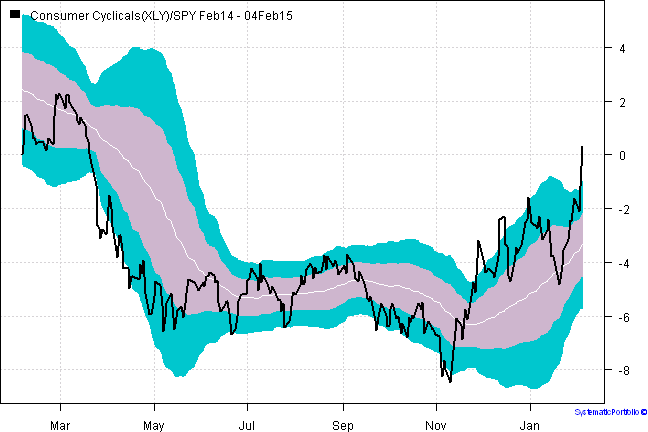 Consumer Cyclicals(XLY)/SPY Feb14 - 04Feb15
4
2
0
-2
-4
-6
-8
Mar May Jul Sep Nov Jan
SystematicPortfolio ©